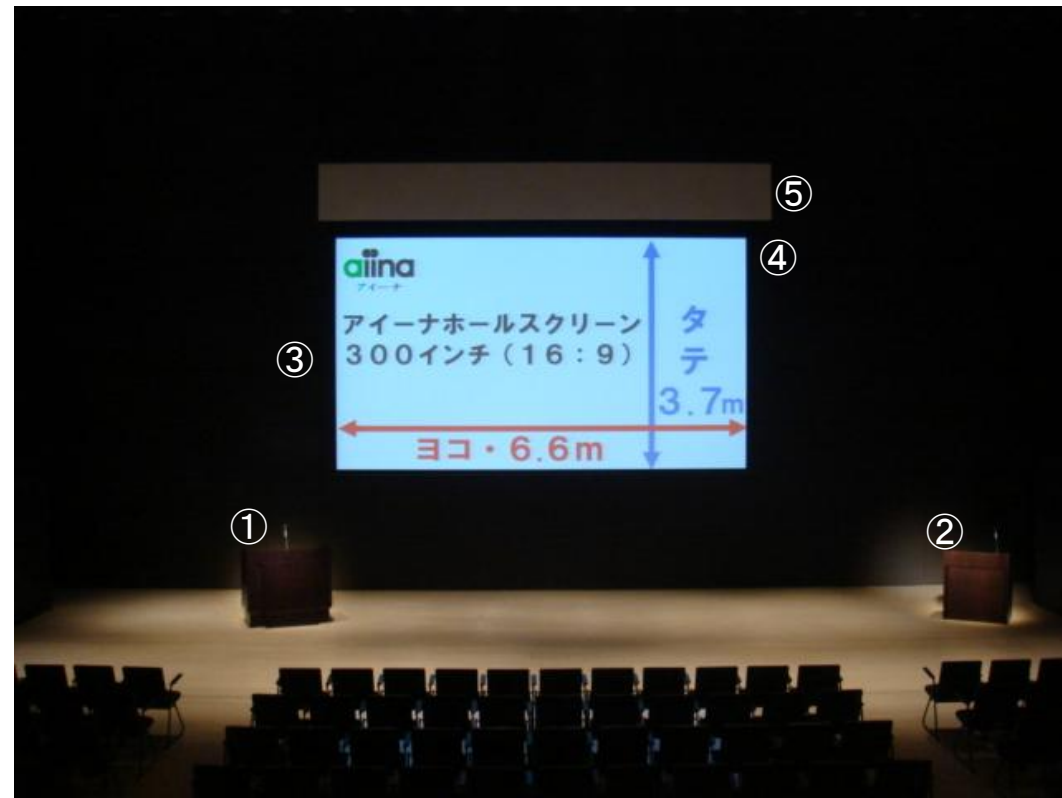 ⑤
④
aiina
アイーナ
アイーナホールスクリーン
300インチ(16:9)
タテ
3.7m
ヨコ・6.6m
③
①
②